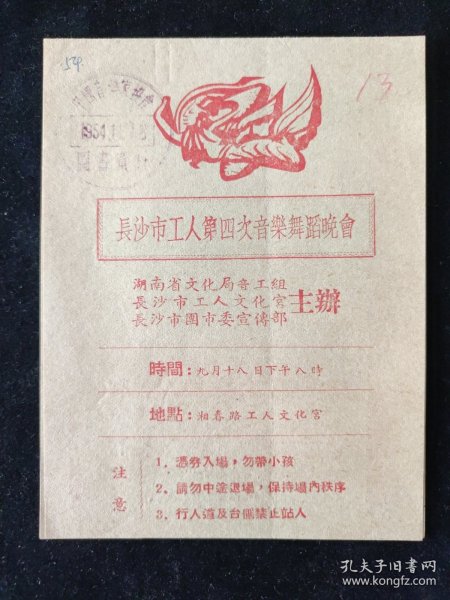 54.
13
1954.
長沙市工人第四次音樂舞蹈晚會
湖南省文化局音工組
長沙市工人文化宮
長沙市團市委宣傳部
主辦
時間：九月十八日下午八時
地點：湘春路工人文化宮
注意
1、憑券入場，勿帶小孩
2、請勿中途退場，保持場內秩序
3、行人道及台側禁止站人
孔夫子旧书网
www.kongfz.com